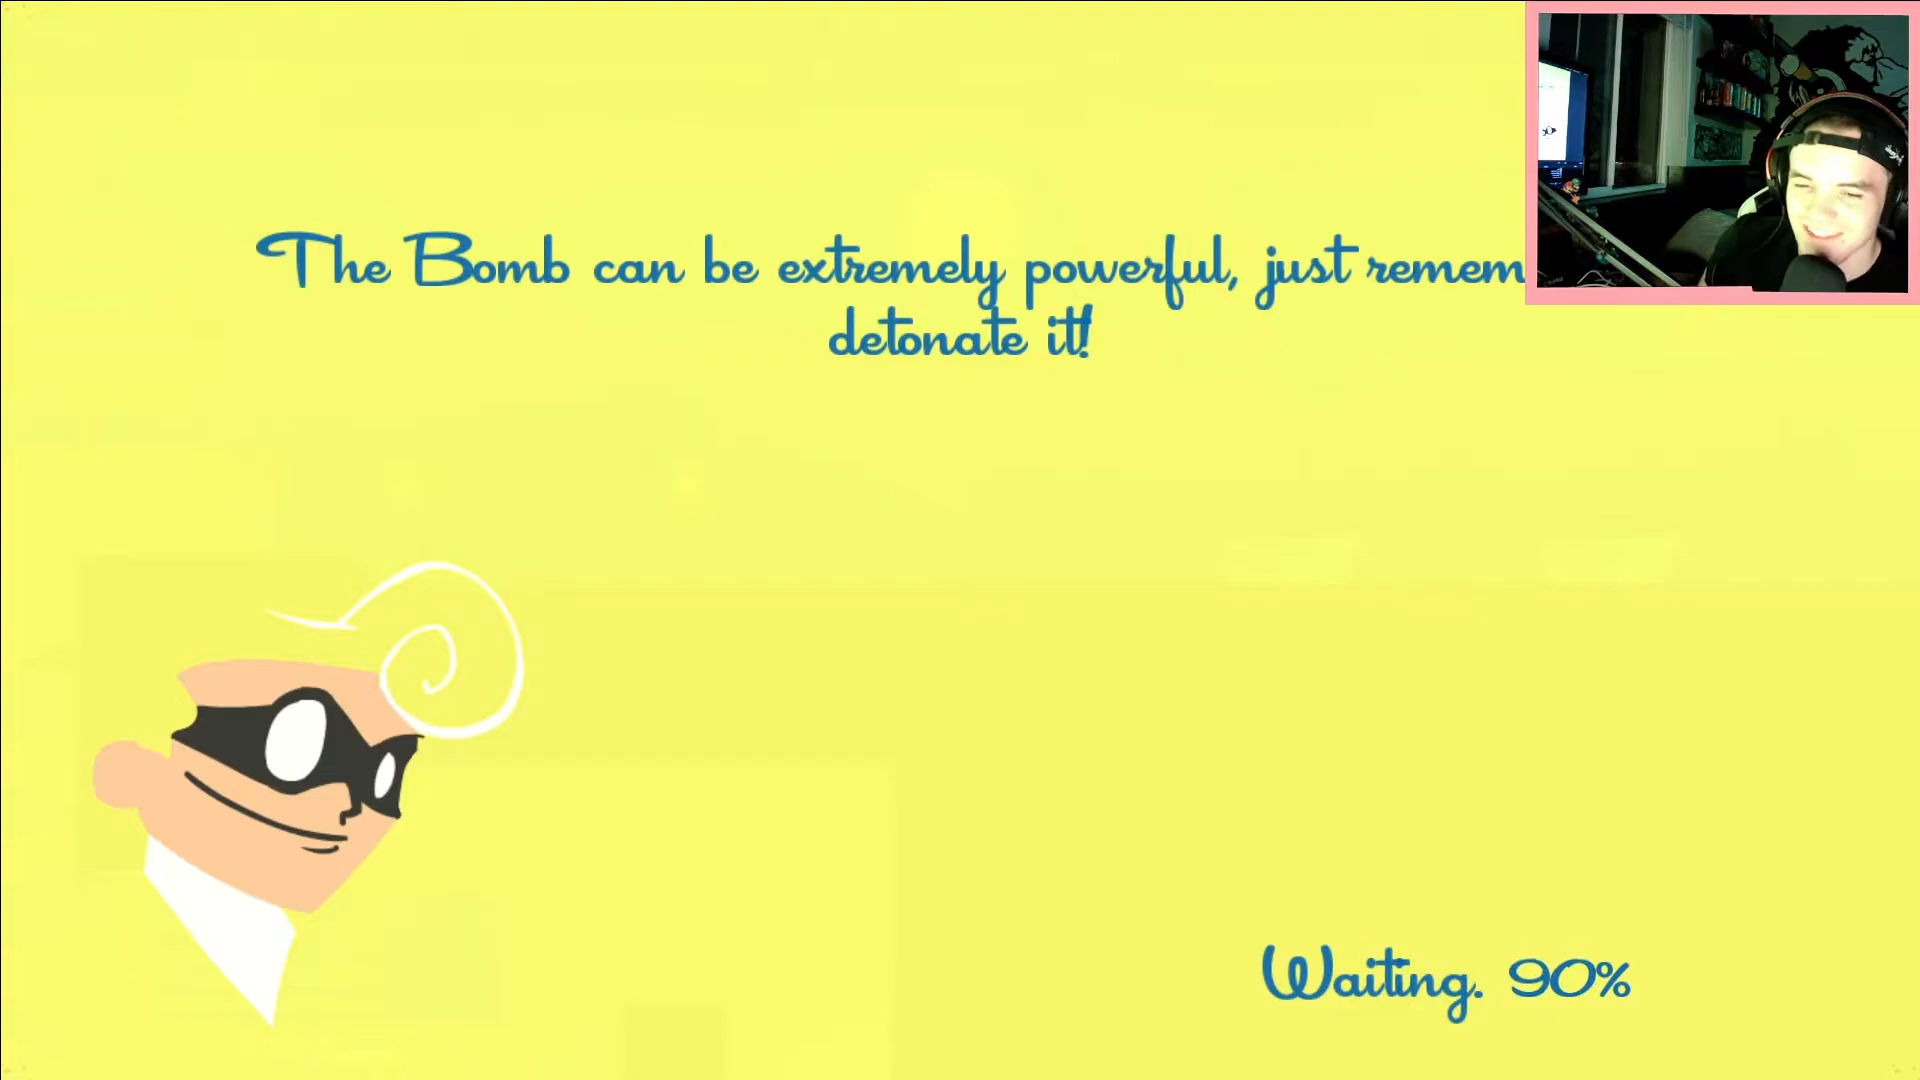 The Bomb can be extremely powerful, just remem
detonate it!
Waiting. 90%